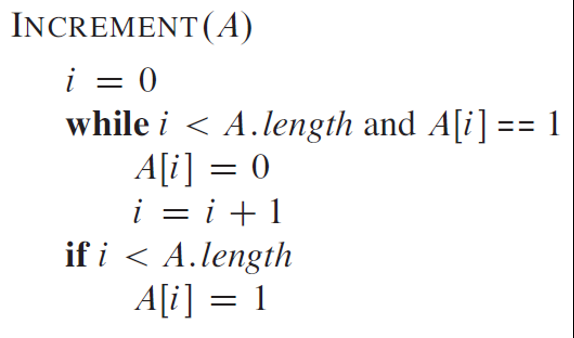 INCREMENT(A)
i = 0
while i < A.length and A[i] == 1
A[i] = 0
i = i + 1
if i < A.length
A[i] = 1